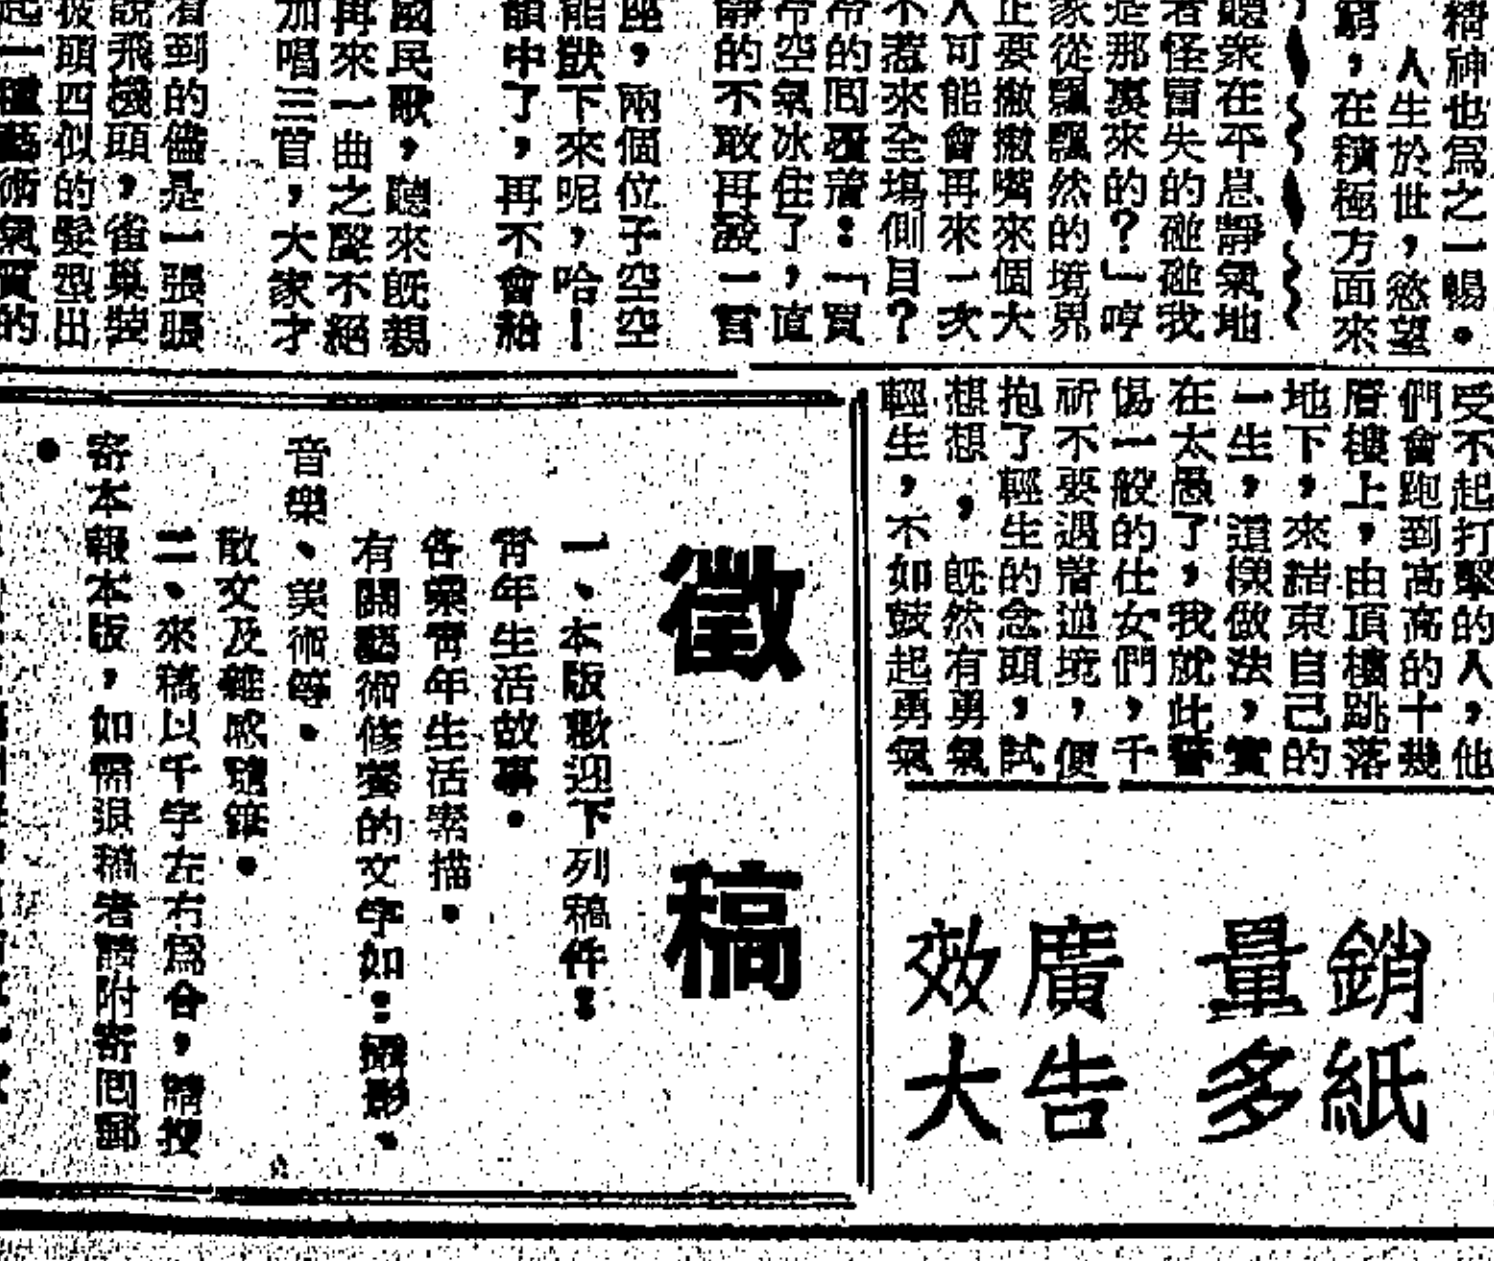 精神也爲之一暢。
人生於世，慾望
窮，在積極方面來
聽衆在平息靜氣地
者怪冒失的碰碰我
是那裏來的？」哼
家從飄飄然的境界
正要撇撇嘴來個大
人可能會再來一次
不惹來全場側目？
冷的囘覆着：「買
冷空氣冰住了，直
靜的不敢再發一言
座，兩個位子空空
能獃下來呢，哈！
韻中了，再不會給
國民歌，聽來旣親
再來一曲之聲不絕
加唱三首，大家才
看到的儘是一張張
說飛機頭，雀巢裝
披頭四似的髮型出
起一種藝術氣質的
受不起打擊的人，他
們會跑到高高的十幾
層樓上，由頂樓跳落
地下，來結束自己的
一生，這樣做法，實
在太愚了，我就此警
惕一般的仕女們，千
祈不要遇着逆境，便
抱了輕生的念頭，試
想想，旣然有勇氣
輕生，不如鼓起勇氣
銷紙
量多
廣告
效大
徵稿
一、本版歡迎下列稿件：
青年生活故事。
各業青年生活素描。
有關藝術修養的文字如：攝影、
音樂、美術等。
散文及雜感隨筆。
二、來稿以千字左右爲合，請投
寄本報本版，如需退稿者請附寄囘郵
。